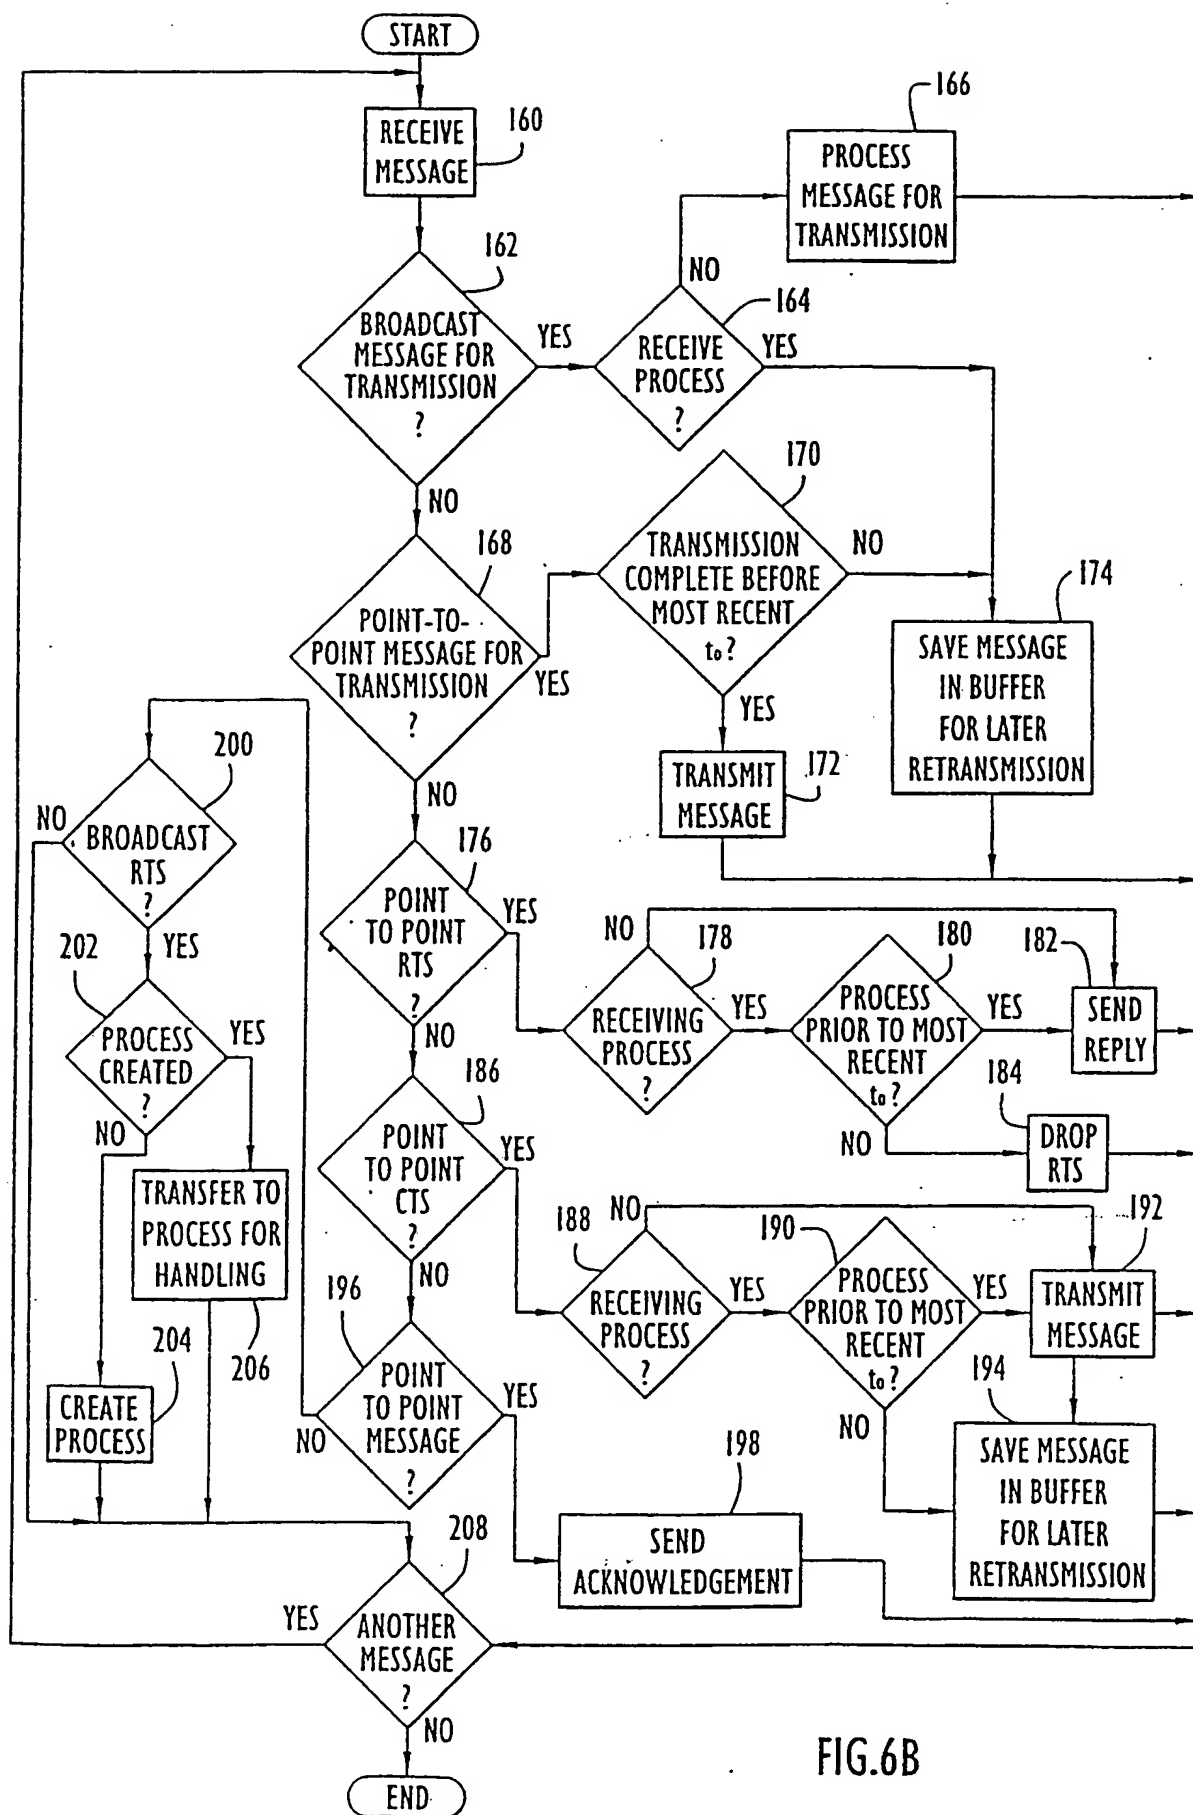 START
RECEIVE
MESSAGE
160
166
PROCESS
MESSAGE FOR
TRANSMISSION
162
BROADCAST
MESSAGE FOR
TRANSMISSION
?
YES
NO
164
RECEIVE
PROCESS
?
YES
NO
168
POINT-TO-
POINT MESSAGE FOR
TRANSMISSION
?
YES
170
TRANSMISSION
COMPLETE BEFORE
MOST RECENT
to?
NO
YES
174
SAVE MESSAGE
IN BUFFER
FOR LATER
RETRANSMISSION
TRANSMIT
MESSAGE
172
NO
200
NO
BROADCAST
RTS
?
YES
176
POINT
TO POINT
RTS
?
YES
NO
NO
178
RECEIVING
PROCESS
?
YES
180
PROCESS
PRIOR TO MOST
RECENT
to?
YES
NO
182
SEND
REPLY
184
DROP
RTS
202
PROCESS
CREATED
?
YES
NO
186
POINT
TO POINT
CTS
?
YES
NO
TRANSFER TO
PROCESS FOR
HANDLING
206
204
CREATE
PROCESS
188
NO
RECEIVING
PROCESS
?
YES
190
PROCESS
PRIOR TO MOST
RECENT
to?
YES
NO
192
TRANSMIT
MESSAGE
194
SAVE MESSAGE
IN BUFFER
FOR LATER
RETRANSMISSION
196
POINT
TO POINT
MESSAGE
?
YES
NO
198
SEND
ACKNOWLEDGEMENT
208
YES
ANOTHER
MESSAGE
?
NO
END
FIG.6B